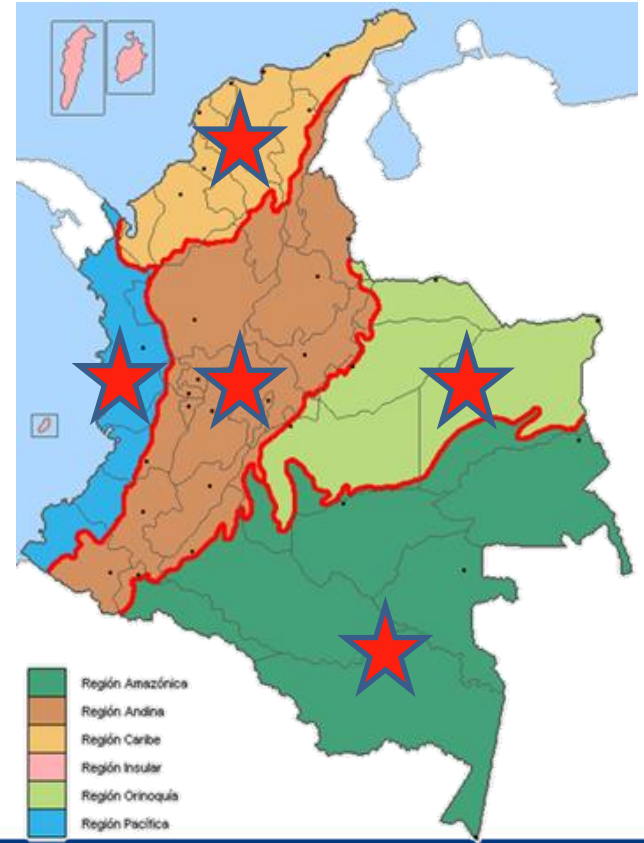 Región Amazónica
Región Andina
Región Caribe
Región Insular
Región Orinoquía
Región Pacífica